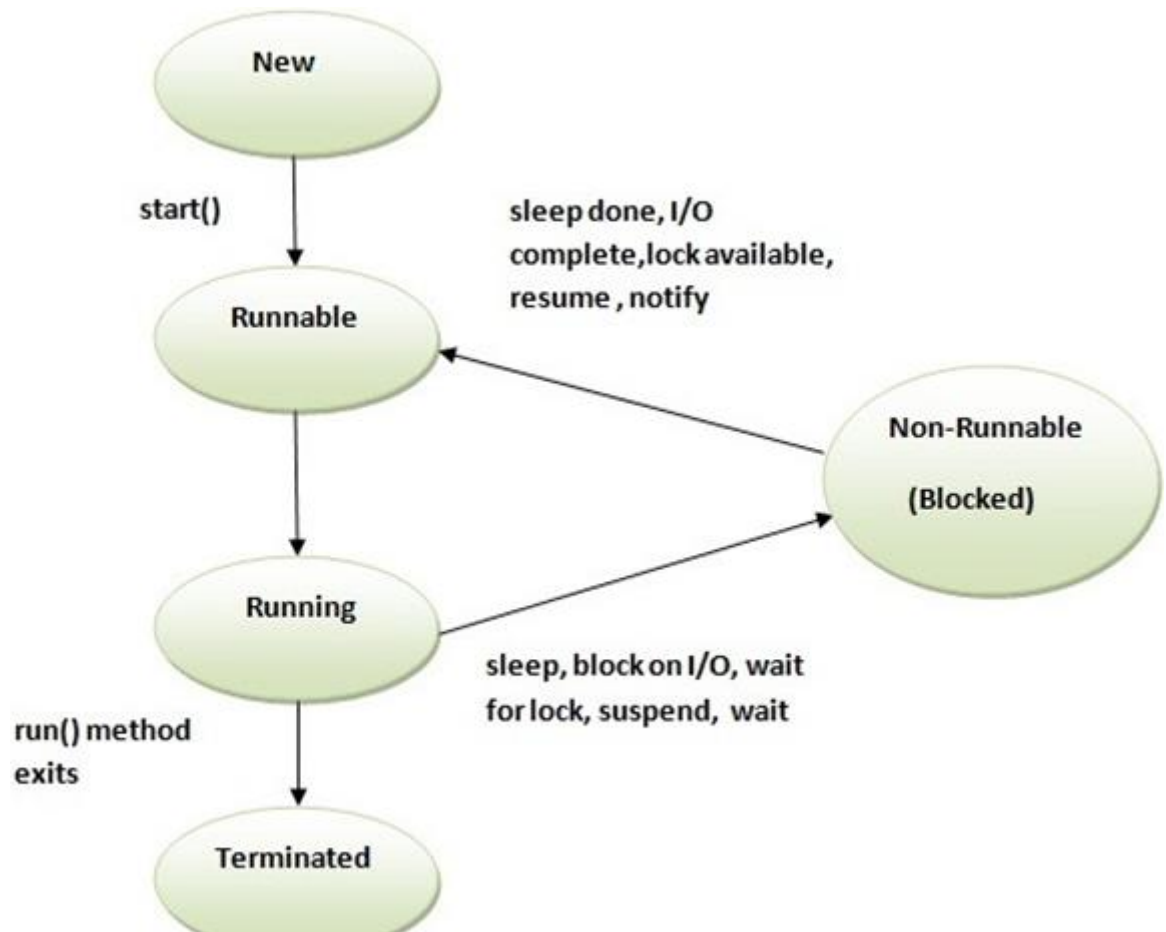 New
start()
sleep done, I/O
complete,lock available,
resume , notify
Runnable
Non-Runnable
(Blocked)
Running
sleep, block on I/O, wait
for lock, suspend, wait
run() method
exits
Terminated